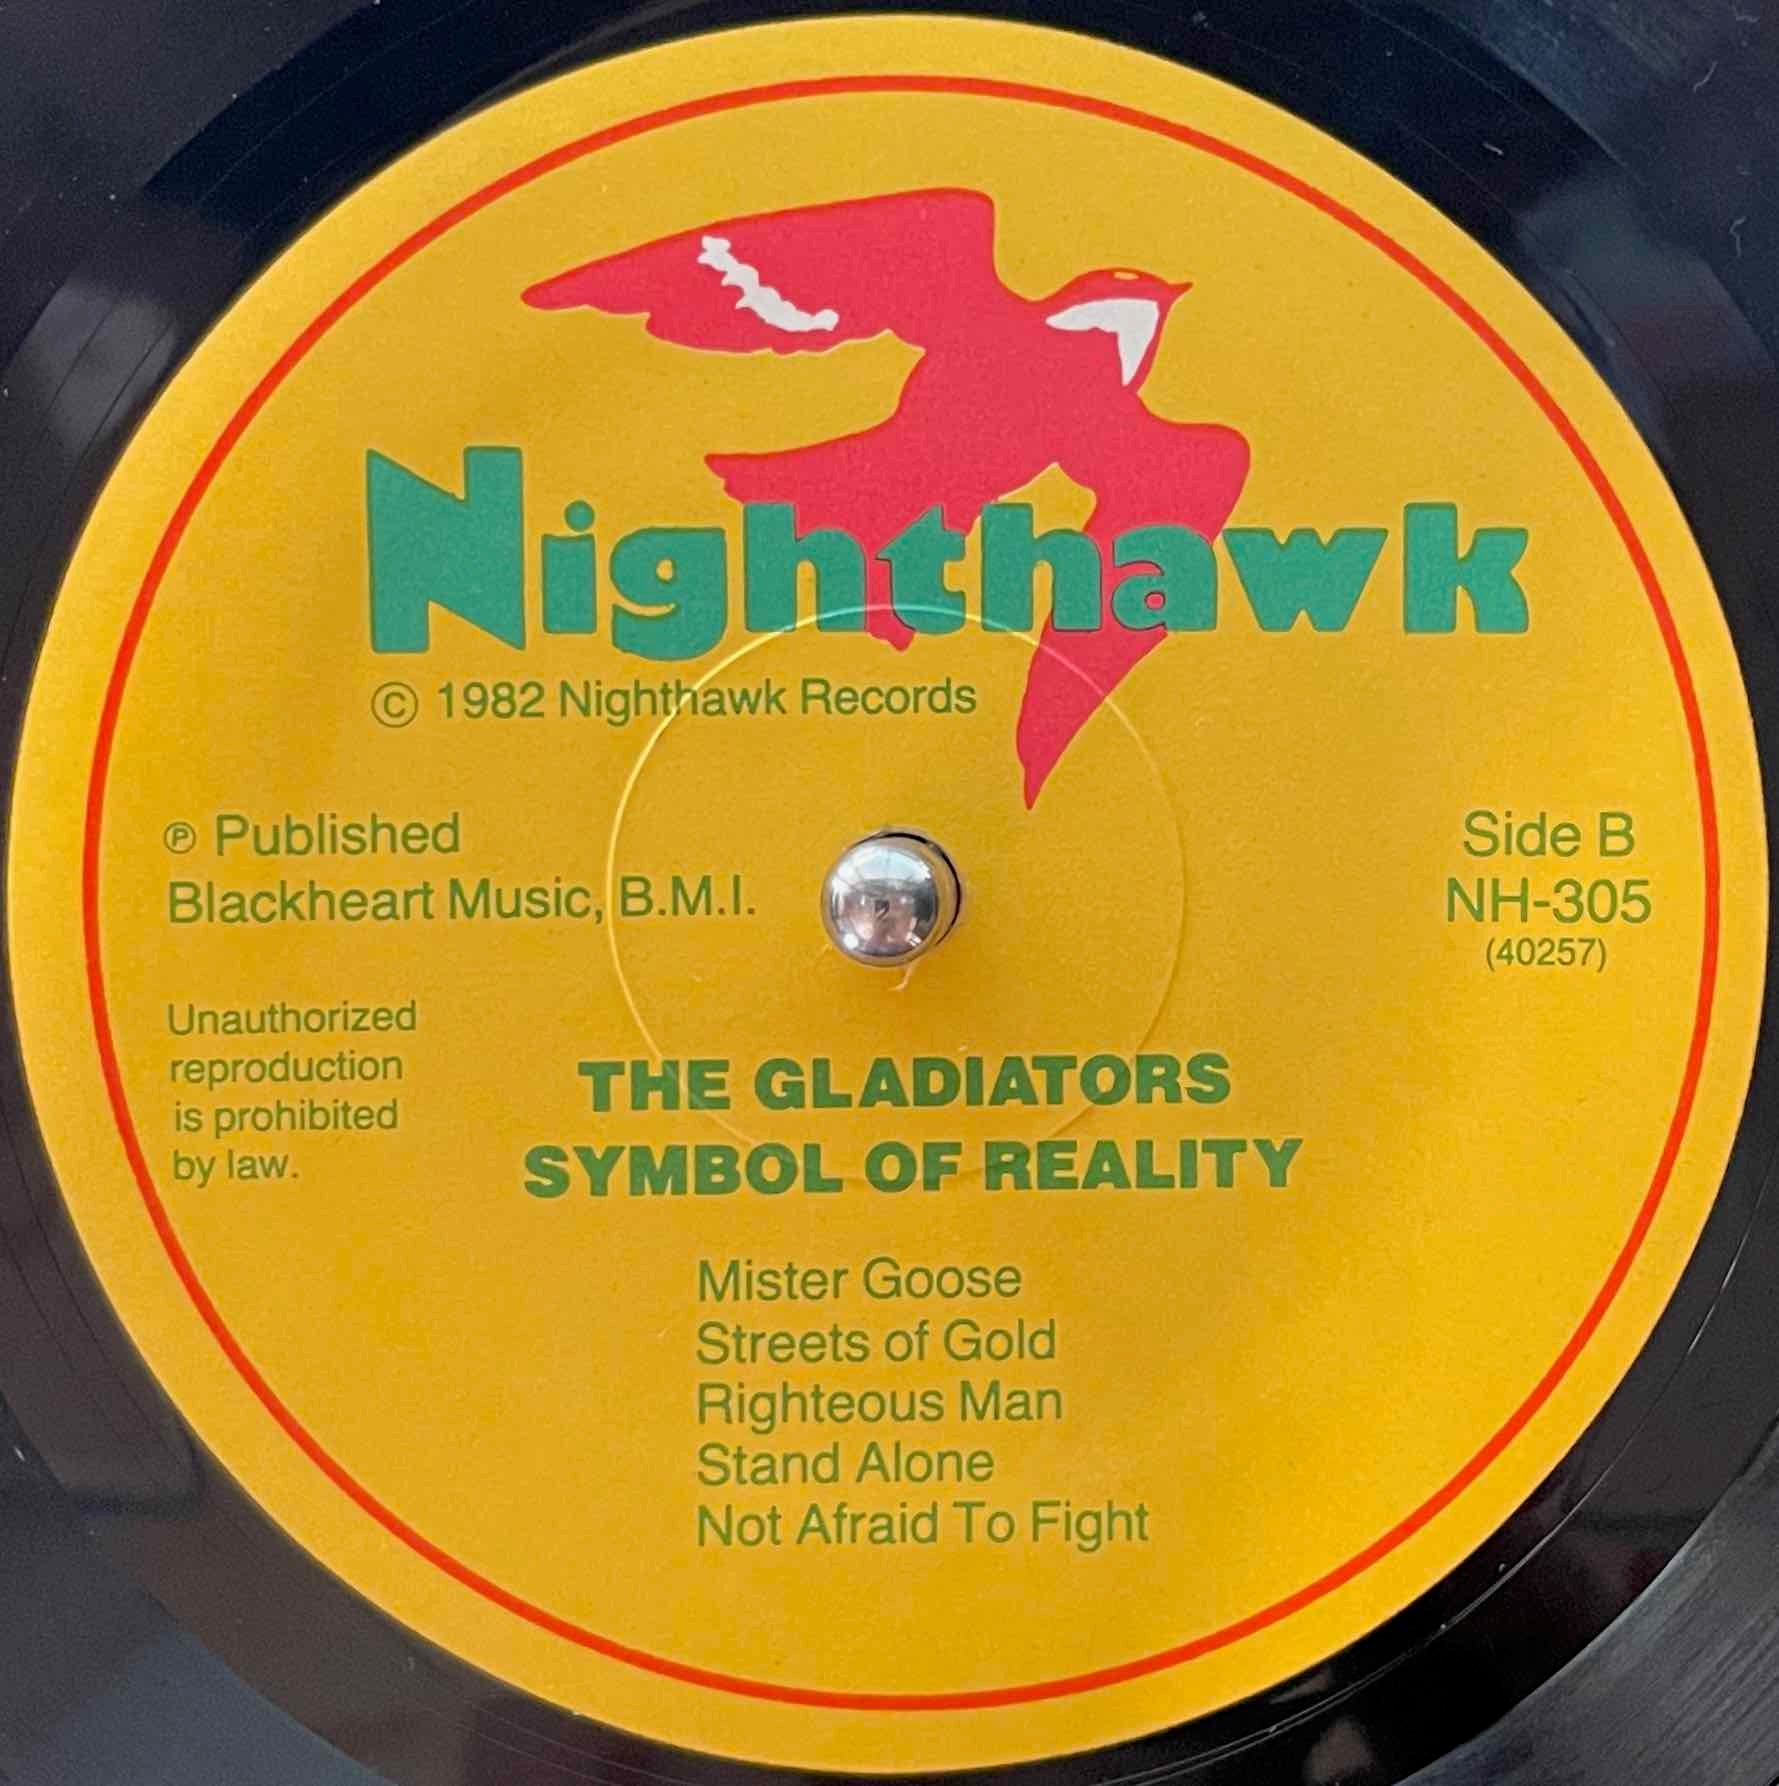 Nighthawk
© 1982 Nighthawk Records
℗ Published
Blackheart Music, B.M.I.
Side B
NH-305
(40257)
Unauthorized
reproduction
is prohibited
by law.
THE GLADIATORS
SYMBOL OF REALITY
Mister Goose
Streets of Gold
Righteous Man
Stand Alone
Not Afraid To Fight